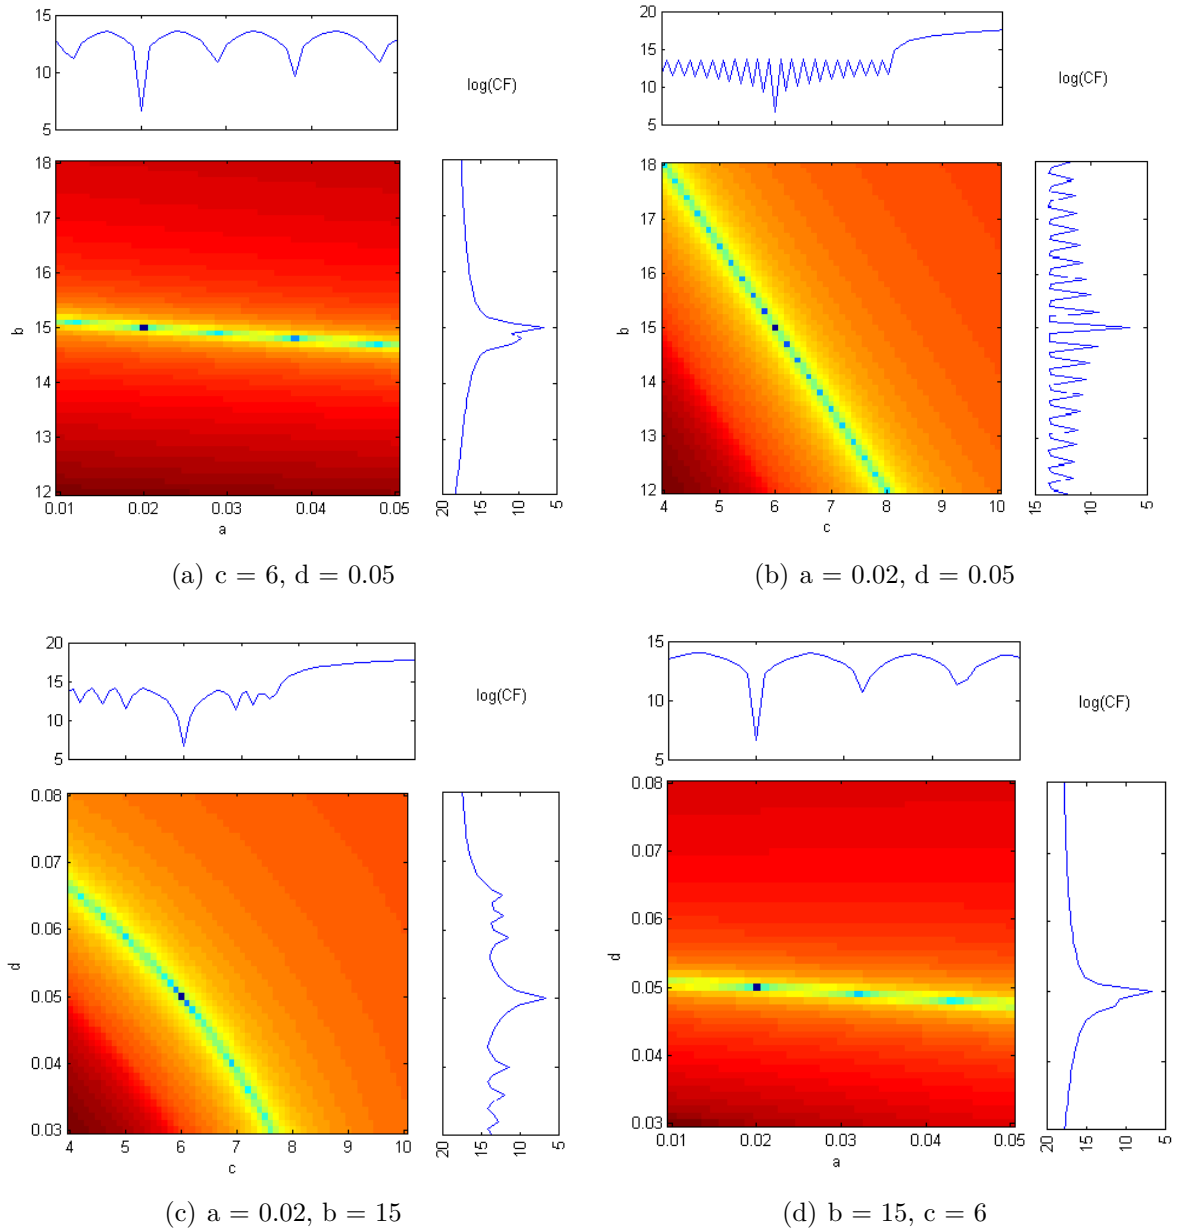 15
10
5
log(CF)
18
17
16
15
14
13
12
b
0.01 0.02 0.03 0.04 0.05
a
20 15 10 5
(a) c = 6, d = 0.05
20
15
10
5
log(CF)
18
17
16
15
14
13
12
b
4 5 6 7 8 9 10
c
15 10 5
(b) a = 0.02, d = 0.05
20
15
10
5
log(CF)
0.08
0.07
0.06
0.05
0.04
0.03
d
4 5 6 7 8 9 10
c
20 15 10 5
(c) a = 0.02, b = 15
15
10
5
log(CF)
0.08
0.07
0.06
0.05
0.04
0.03
d
0.01 0.02 0.03 0.04 0.05
a
20 15 10 5
(d) b = 15, c = 6